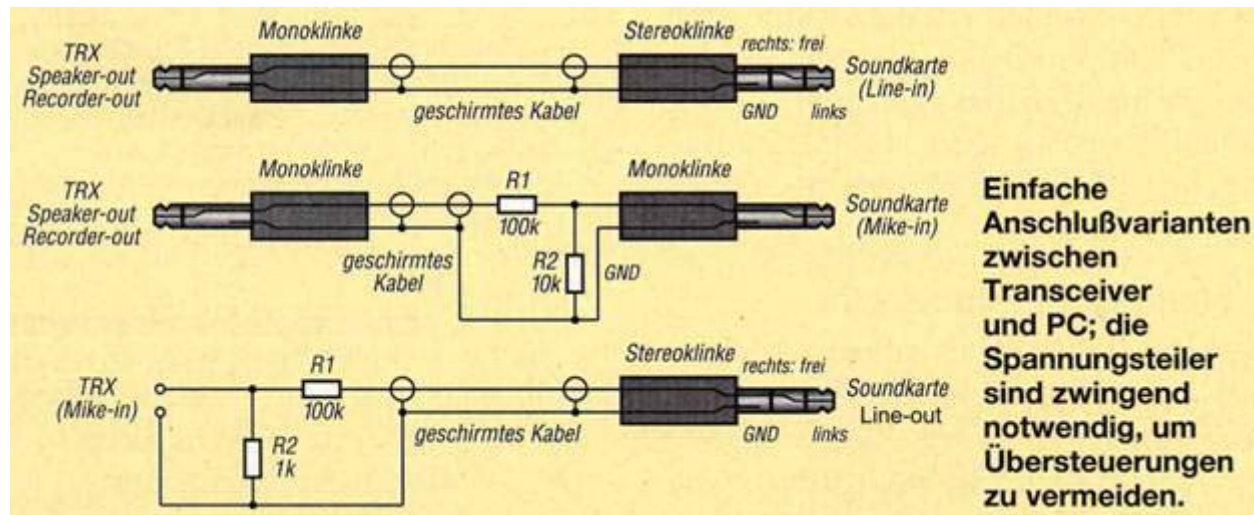 Monoklinke
Stereoklinke
rechts: frei
TRX
Speaker-out
Recorder-out
Soundkarte
(Line-in)
geschirmtes Kabel
GND
links
Monoklinke
R1
100k
Monoklinke
TRX
Speaker-out
Recorder-out
Soundkarte
(Mike-in)
geschirmtes
Kabel
R2
10k
GND
TRX
(Mike-in)
R1
100k
Stereoklinke
rechts: frei
Soundkarte
Line-out
R2
1k
geschirmtes Kabel
GND
links
Einfache
Anschlußvarianten
zwischen
Transceiver
und PC; die
Spannungsteiler
sind zwingend
notwendig, um
Übersteuerungen
zu vermeiden.